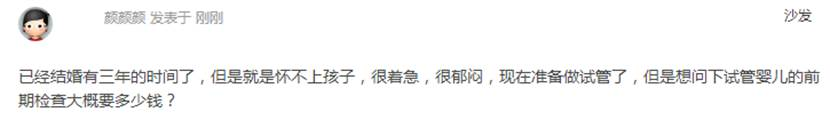 颜颜颜 发表于 刚刚 沙发
已经结婚有三年的时间了，但是就是怀不上孩子，很着急，很郁闷，现在准备做试管了，但是想问下试管婴儿的前
期检查大概要多少钱？